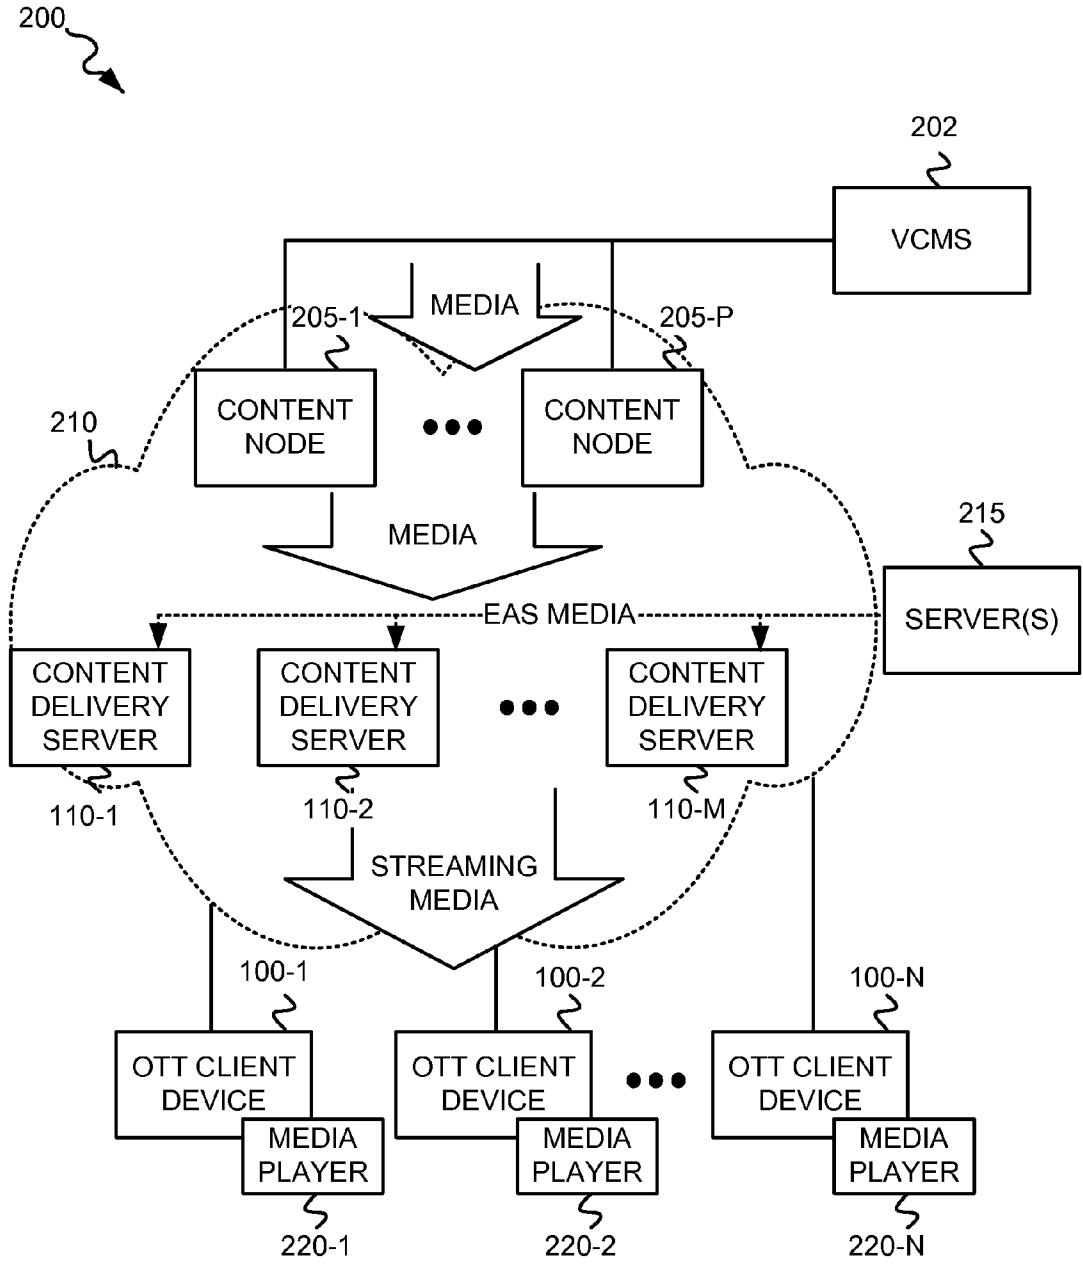 200
202
VCMS
MEDIA
205-1
205-P
CONTENT
NODE
CONTENT
NODE
210
MEDIA
215
SERVER(S)
EAS MEDIA
CONTENT
DELIVERY
SERVER
CONTENT
DELIVERY
SERVER
CONTENT
DELIVERY
SERVER
110-1
110-2
110-M
STREAMING
MEDIA
100-1
100-2
100-N
OTT CLIENT
DEVICE
OTT CLIENT
DEVICE
OTT CLIENT
DEVICE
MEDIA
PLAYER
MEDIA
PLAYER
MEDIA
PLAYER
220-1
220-2
220-N